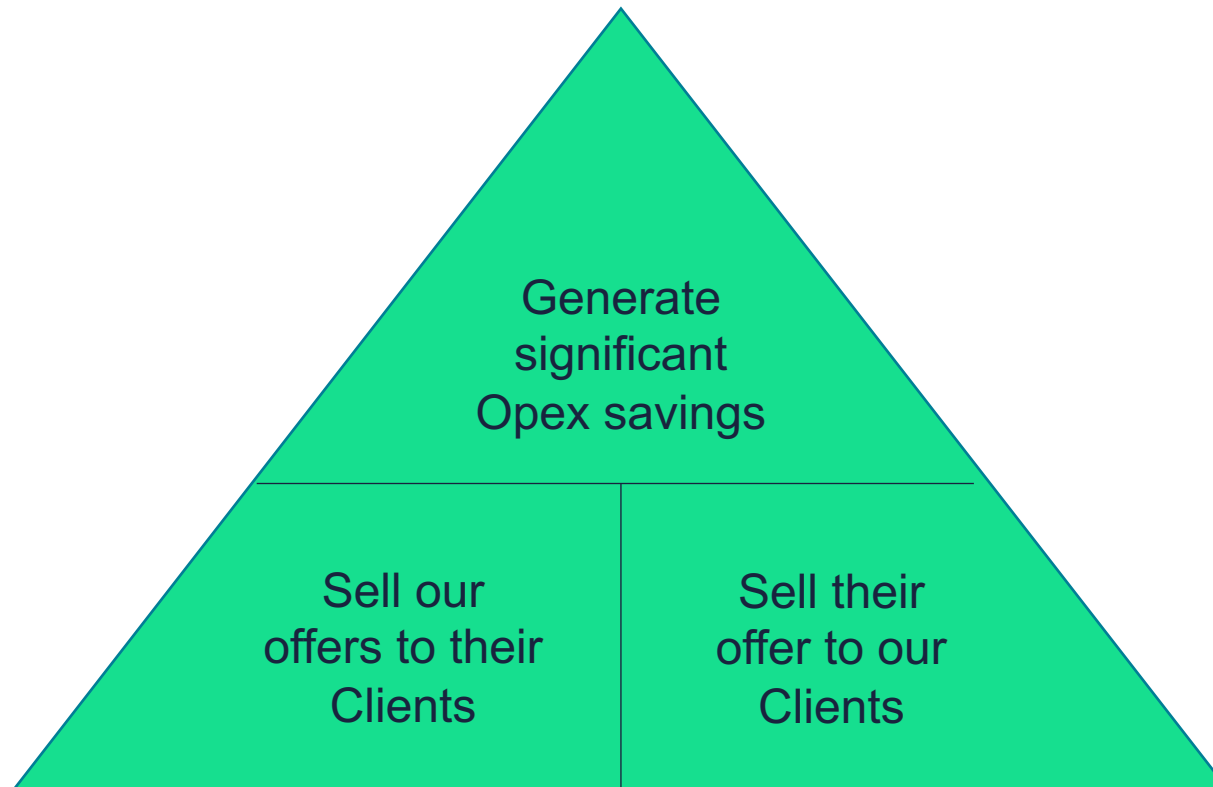 Generate
significant
Opex savings
Sell our
offers to their
Clients
Sell their
offer to our
Clients